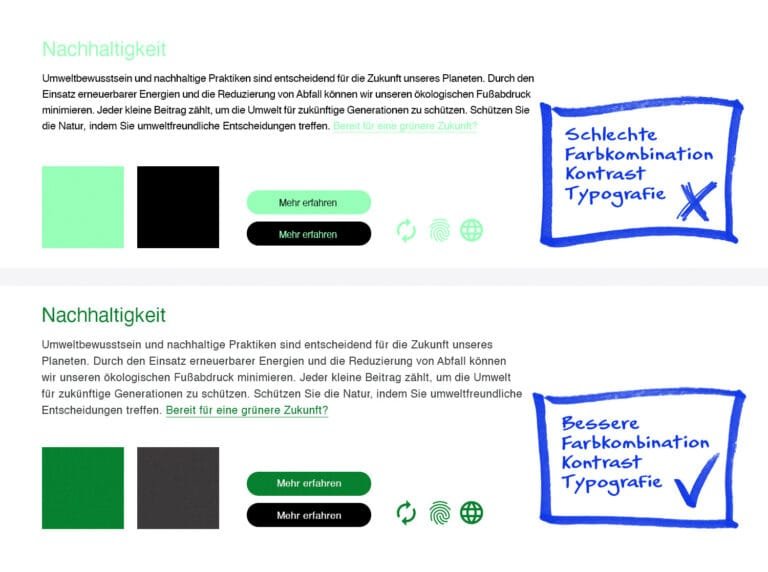 Nachhaltigkeit
Umweltbewusstsein und nachhaltige Praktiken sind entscheidend für die Zukunft unseres Planeten. Durch den
Einsatz erneuerbarer Energien und die Reduzierung von Abfall können wir unseren ökologischen Fußabdruck
minimieren. Jeder kleine Beitrag zählt, um die Umwelt für zukünftige Generationen zu schützen. Schützen Sie
die Natur, indem Sie umweltfreundliche Entscheidungen treffen. Bereit für eine grünere Zukunft?
Mehr erfahren
Mehr erfahren
Schlechte
Farbkombination
Kontrast
Typografie
Nachhaltigkeit
Umweltbewusstsein und nachhaltige Praktiken sind entscheidend für die Zukunft unseres
Planeten. Durch den Einsatz erneuerbarer Energien und die Reduzierung von Abfall können
wir unseren ökologischen Fußabdruck minimieren. Jeder kleine Beitrag zählt, um die Umwelt
für zukünftige Generationen zu schützen. Schützen Sie die Natur, indem Sie umweltfreundliche
Entscheidungen treffen. Bereit für eine grünere Zukunft?
Mehr erfahren
Mehr erfahren
Bessere
Farbkombination
Kontrast
Typografie